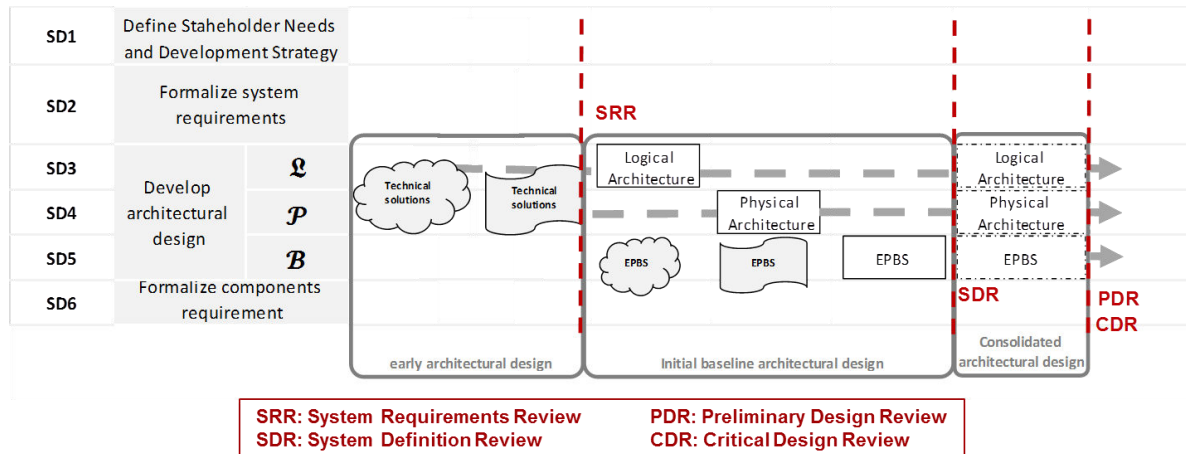 SD1
Define Staheholder Needs
and Development Strategy
SD2
Formalize system
requirements
SRR
SD3
SD4
SD5
Develop
architectural
design
𝕷
𝓟
𝓑
Technical
solutions
Technical
solutions
Logical
Architecture
Logical
Architecture
Physical
Architecture
Physical
Architecture
EPBS
EPBS
EPBS
EPBS
SD6
Formalize components
requirement
SDR
PDR
CDR
early architectural design
Initial baseline architectural design
Consolidated
architectural design
SRR: System Requirements Review
SDR: System Definition Review
PDR: Preliminary Design Review
CDR: Critical Design Review